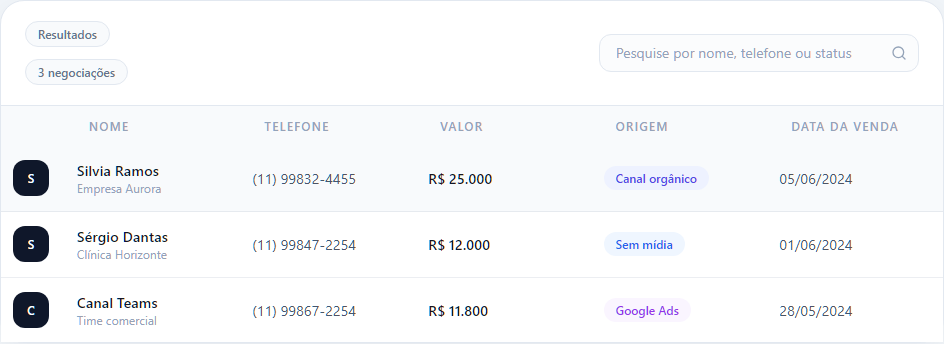 Resultados
3 negociações
Pesquise por nome, telefone ou status
NOME TELEFONE VALOR ORIGEM DATA DA VENDA
S Silvia Ramos (11) 99832-4455 R$ 25.000 Canal orgânico 05/06/2024
Empresa Aurora
S Sérgio Dantas (11) 99847-2254 R$ 12.000 Sem mídia 01/06/2024
Clínica Horizonte
C Canal Teams (11) 99867-2254 R$ 11.800 Google Ads 28/05/2024
Time comercial